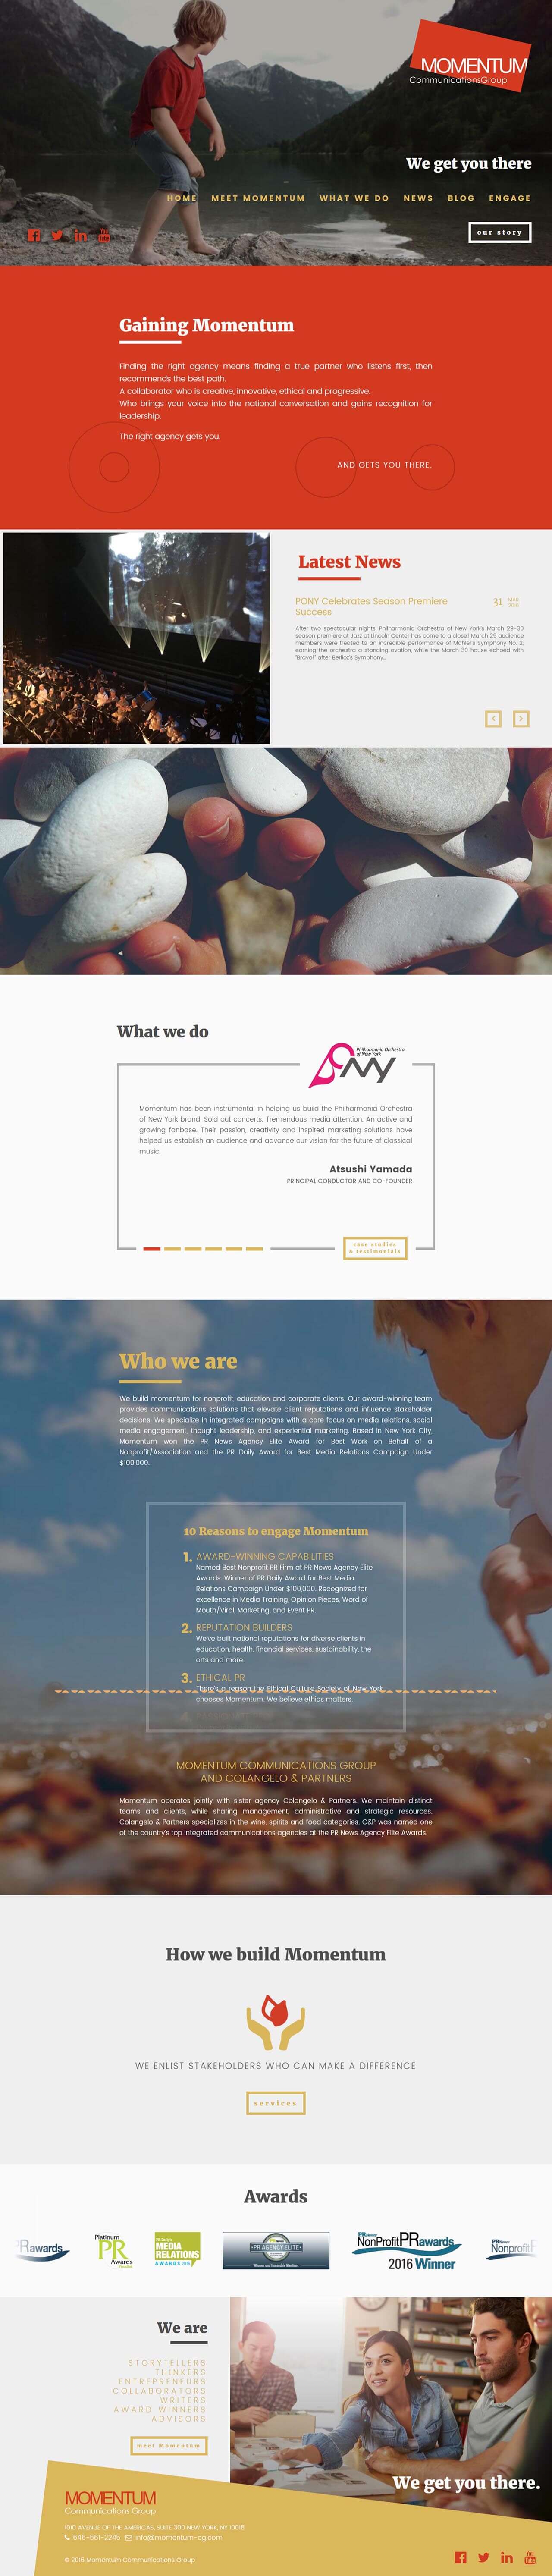 MOMENTUM
CommunicationsGroup
We get you there
HOME MEET MOMENTUM WHAT WE DO NEWS BLOG ENGAGE
our story
Gaining Momentum
Finding the right agency means finding a true partner who listens first, then
recommends the best path.
A collaborator who is creative, innovative, ethical and progressive.
Who brings your voice into the national conversation and gains recognition for
leadership.
The right agency gets you.
AND GETS YOU THERE.
Latest News
PONY Celebrates Season Premiere
Success
31 MAR
2016
After two spectacular nights, Philharmonia Orchestra of New York's March 29-30
season premiere at Jazz at Lincoln Center has come to a close! March 29 audience
members were treated to an incredible performance of Mahler's Symphony No. 2,
earning the orchestra a standing ovation, while the March 30 house echoed with
"Bravo!" after Berlioz's Symphony...
What we do
Philharmonia Orchestra
of New York
Momentum has been instrumental in helping us build the Philharmonia Orchestra
of New York brand. Sold out concerts. Tremendous media attention. An active and
growing fanbase. Their passion, creativity and inspired marketing solutions have
helped us establish an audience and advance our vision for the future of classical
music.
Atsushi Yamada
PRINCIPAL CONDUCTOR AND CO-FOUNDER
case studies
& testimonials
Who we are
We build momentum for nonprofit, education and corporate clients. Our award-winning team
provides communications solutions that elevate client reputations and influence stakeholder
decisions. We specialize in integrated campaigns with a core focus on media relations, social
media engagement, thought leadership, and experiential marketing. Based in New York City,
Momentum won the PR News Agency Elite Award for Best Work on Behalf of a
Nonprofit/Association and the PR Daily Award for Best Media Relations Campaign Under
$100,000.
10 Reasons to engage Momentum
1. AWARD-WINNING CAPABILITIES
Named Best Nonprofit PR Firm at PR News Agency Elite
Awards. Winner of PR Daily Award for Best Media
Relations Campaign Under $100,000. Recognized for
excellence in Media Training, Opinion Pieces, Word of
Mouth/Viral, Marketing, and Event PR.
2. REPUTATION BUILDERS
We've built national reputations for diverse clients in
education, health, financial services, sustainability, the
arts and more.
3. ETHICAL PR
There's a reason the Ethical Culture Society of New York
chooses Momentum. We believe ethics matters.
MOMENTUM COMMUNICATIONS GROUP
AND COLANGELO & PARTNERS
Momentum operates jointly with sister agency Colangelo & Partners. We maintain distinct
teams and clients, while sharing management, administrative and strategic resources.
Colangelo & Partners specializes in the wine, spirits and food categories. C&P was named one
of the country's top integrated communications agencies at the PR News Agency Elite Awards.
How we build Momentum
WE ENLIST STAKEHOLDERS WHO CAN MAKE A DIFFERENCE
services
Awards
PRawards
Platinum
PR
Awards
MEDIA
RELATIONS
AWARDS 2016
PR AGENCY ELITE
Winners and Honorable Mentions
NonProfitPRawards
2016 Winner
NonprofitP
We are
STORYTELLERS
THINKERS
ENTREPRENEURS
COLLABORATORS
WRITERS
AWARD WINNERS
ADVISORS
meet Momentum
We get you there.
MOMENTUM
Communications Group
1010 AVENUE OF THE AMERICAS, SUITE 300 NEW YORK, NY 10018
646-561-2245 info@momentum-cg.com
© 2016 Momentum Communications Group